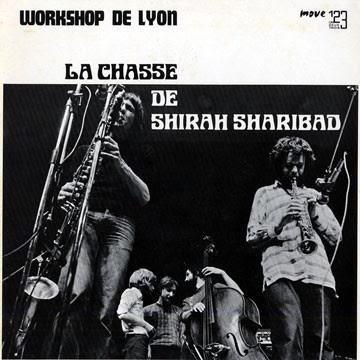 WORKSHOP DE LYON
move 123
LA CHASSE
DE
SHIRAH SHARIBAD